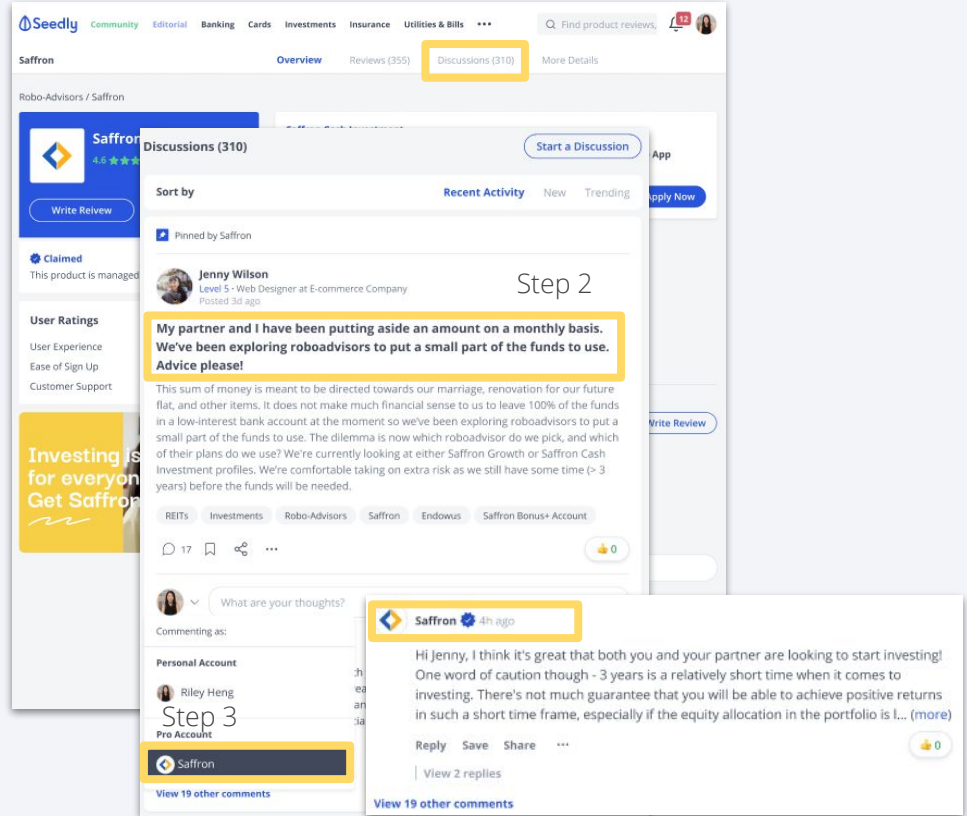 Seedly
Community Editorial Banking Cards Investments Insurance Utilities & Bills •••
Find product reviews,
12
Saffron
Overview Reviews (355) Discussions (310) More Details
Robo-Advisors / Saffron
Saffron
4.6
Write Reivew
App
Apply Now
Claimed
This product is managed
User Ratings
User Experience
Ease of Sign Up
Customer Support
Write Review
Investing is
for everyon
Get Saffron
Discussions (310)
Start a Discussion
Sort by
Recent Activity New Trending
Pinned by Saffron
Jenny Wilson
Level 5 • Web Designer at E-commerce Company
Posted 3d ago
Step 2
My partner and I have been putting aside an amount on a monthly basis.
We've been exploring roboadvisors to put a small part of the funds to use.
Advice please!
This sum of money is meant to be directed towards our marriage, renovation for our future
flat, and other items. It does not make much financial sense to us to leave 100% of the funds
in a low-interest bank account at the moment so we've been exploring roboadvisors to put a
small part of the funds to use. The dilemma is now which roboadvisor do we pick, and which
of their plans do we use? We're currently looking at either Saffron Growth or Saffron Cash
Investment profiles. We're comfortable taking on extra risk as we still have some time (> 3
years) before the funds will be needed.
REITs Investments Robo-Advisors Saffron Endowus Saffron Bonus+ Account
17
0
What are your thoughts?
Commenting as:
Personal Account
Riley Heng
Step 3
Pro Account
Saffron
View 19 other comments
Saffron 4h ago
Hi Jenny, I think it's great that both you and your partner are looking to start investing!
One word of caution though - 3 years is a relatively short time when it comes to
investing. There's not much guarantee that you will be able to achieve positive returns
in such a short time frame, especially if the equity allocation in the portfolio is l... (more)
Reply Save Share •••
0
View 2 replies
View 19 other comments